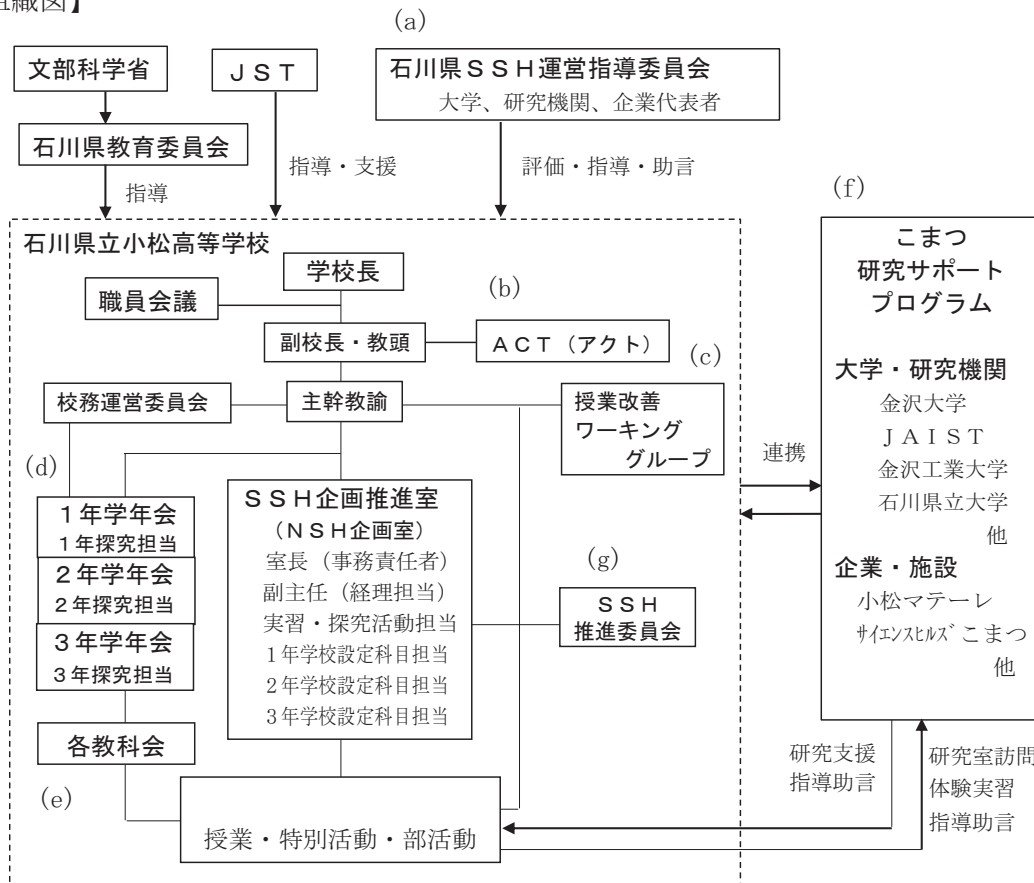 組織図】
(a)
文部科学省
ＪＳＴ
石川県ＳＳＨ運営指導委員会
大学、研究機関、企業代表者
石川県教育委員会
指導
指導・支援
評価・指導・助言
(f)
石川県立小松高等学校
学校長
職員会議
(b)
副校長・教頭
ＡＣＴ（アクト）
(c)
校務運営委員会
主幹教諭
授業改善
ワーキング
グループ
(d)
１年学年会
１年探究担当
２年学年会
２年探究担当
３年学年会
３年探究担当
各教科会
(e)
ＳＳＨ企画推進室
（ＮＳＨ企画室）
室長（事務責任者）
副主任（経理担当）
実習・探究活動担当
１年学校設定科目担当
２年学校設定科目担当
３年学校設定科目担当
(g)
ＳＳＨ
推進委員会
授業・特別活動・部活動
連携
こまつ
研究サポート
プログラム
大学・研究機関
金沢大学
ＪＡＩＳＴ
金沢工業大学
石川県立大学
他
企業・施設
小松マテーレ
ｻｲｴﾝｽﾋﾙｽﾞこまつ
他
研究支援
指導助言
研究室訪問
体験実習
指導助言